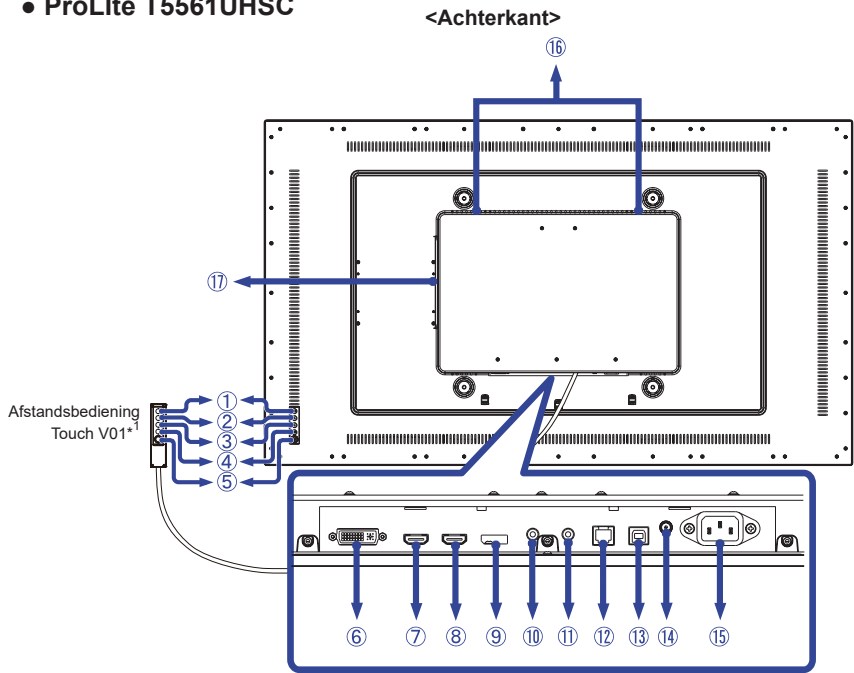 ● ProLite T5561UHSC
<Achterkant>
⑯
⑰
Afstandsbediening
Touch V01*1
①
②
③
④
⑤
⑥ ⑦ ⑧ ⑨ ⑩ ⑪ ⑫ ⑬ ⑭ ⑮